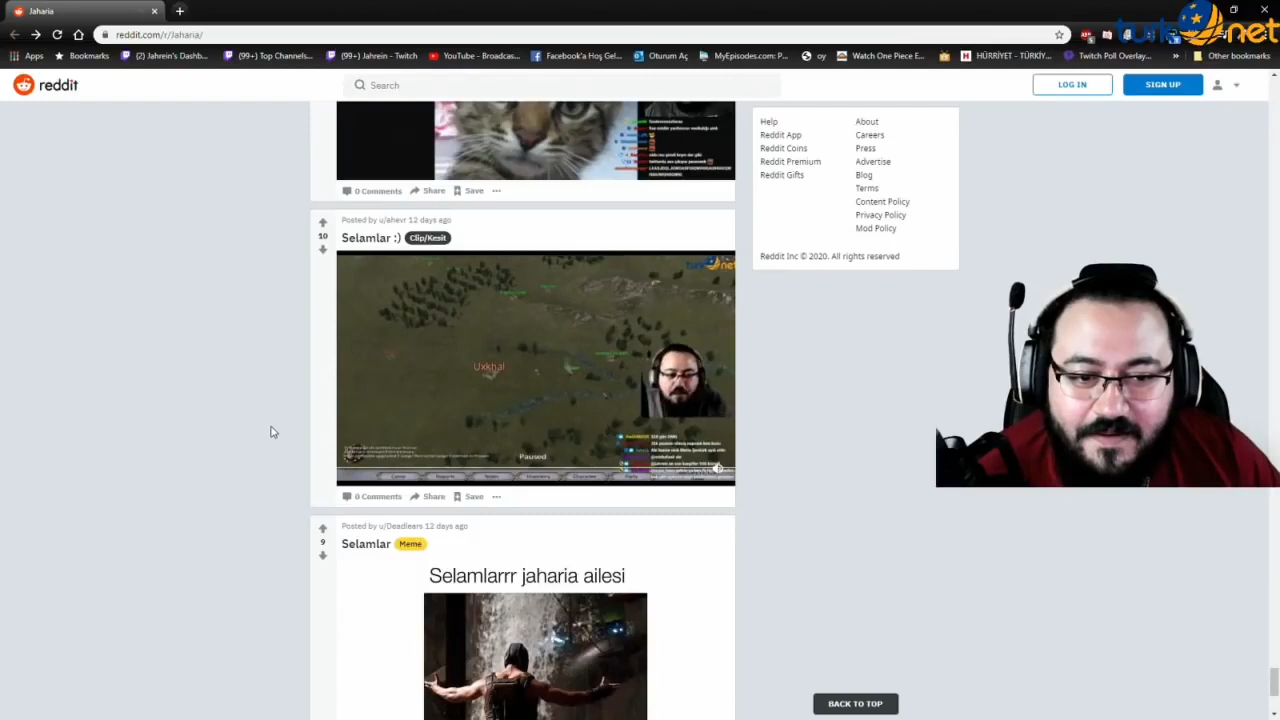 Jaharia
turk net
reddit.com/r/Jaharia/
Apps Bookmarks (2) Jahrein's Dashb... (99+) Top Channels... (99+) Jahrein - Twitch YouTube - Broadcas... Facebook'a Hoş Gel... Oturum Aç MyEpisodes.com: P... oy Watch One Piece E... HÜRRİYET - TÜRKİY... Twitch Poll Overlay... » Other bookmarks
reddit Search LOG IN SIGN UP
0 Comments Share Save
Help About
Reddit App Careers
Reddit Coins Press
Reddit Premium Advertise
Reddit Gifts Blog
Terms
Content Policy
Privacy Policy
Mod Policy
Reddit Inc © 2020. All rights reserved
Posted by u/ahevr 12 days ago
10
Selamlar :) Clip/Kesit
turk net
Uxkhal
Paused
0 Comments Share Save
Posted by u/Deadlears 12 days ago
9
Selamlar Meme
Selamlarrr jaharia ailesi
BACK TO TOP